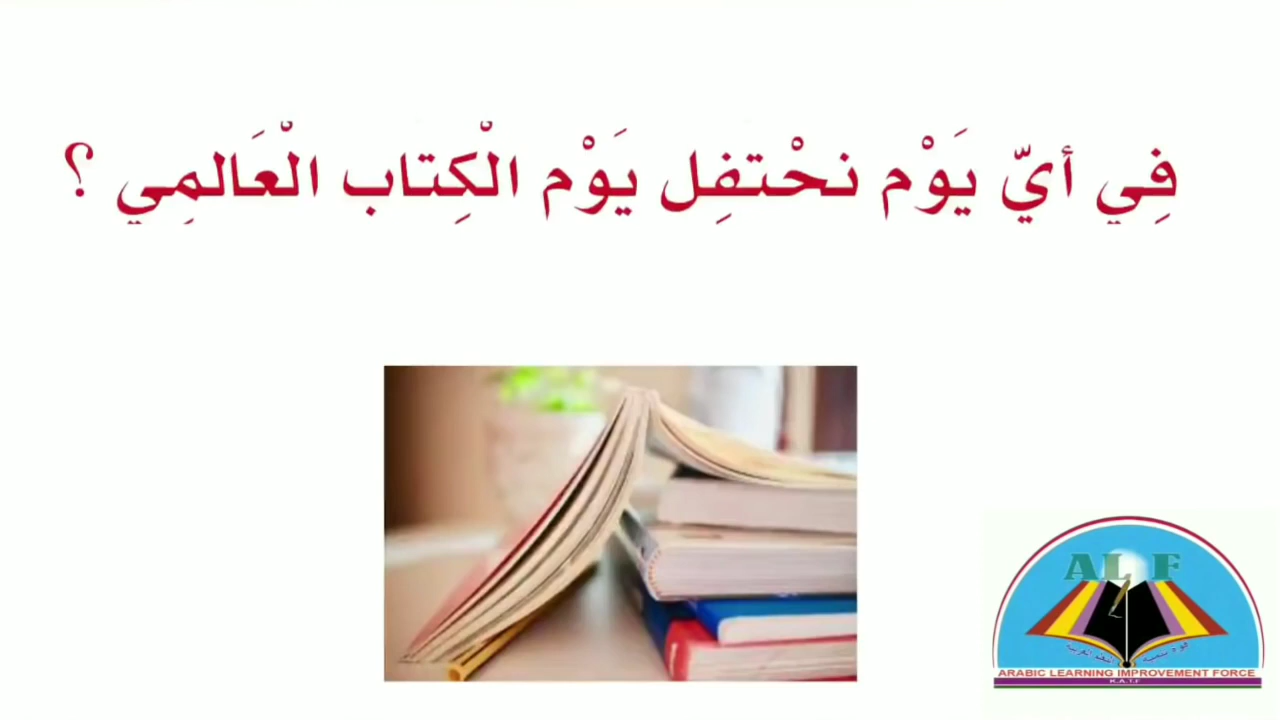 فِي أيّ يَوْم نحْتفِل يَوْم الْكِتاب الْعَالمِي ؟
ALF
ARABIC LEARNING IMPROVEMENT FORCE
K.A.T.F